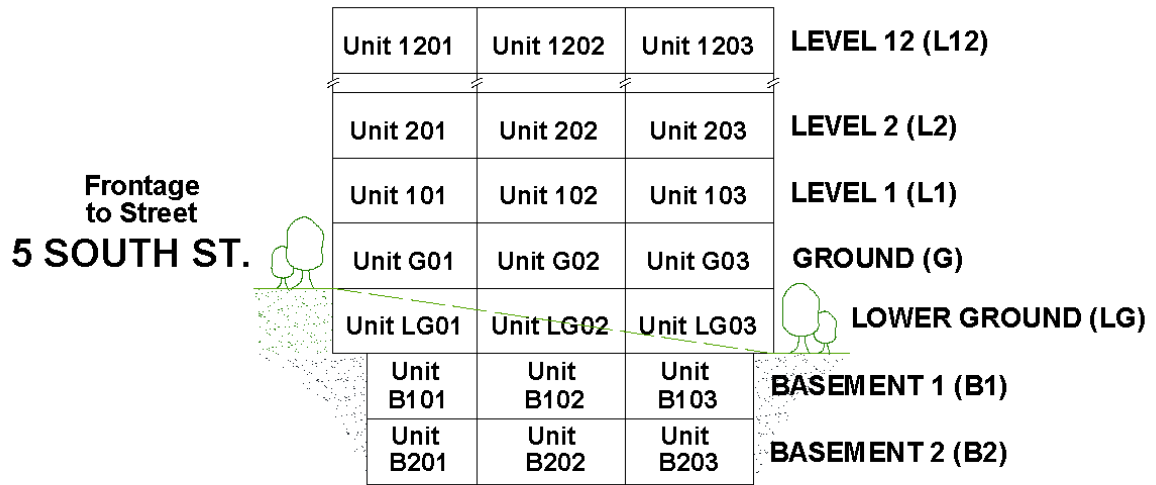 Unit 1201 Unit 1202 Unit 1203 LEVEL 12 (L12)
Unit 201 Unit 202 Unit 203 LEVEL 2 (L2)
Unit 101 Unit 102 Unit 103 LEVEL 1 (L1)
Frontage
to Street
5 SOUTH ST.
Unit G01 Unit G02 Unit G03 GROUND (G)
Unit LG01 Unit LG02 Unit LG03 LOWER GROUND (LG)
Unit Unit Unit
B101 B102 B103 BASEMENT 1 (B1)
Unit Unit Unit
B201 B202 B203 BASEMENT 2 (B2)